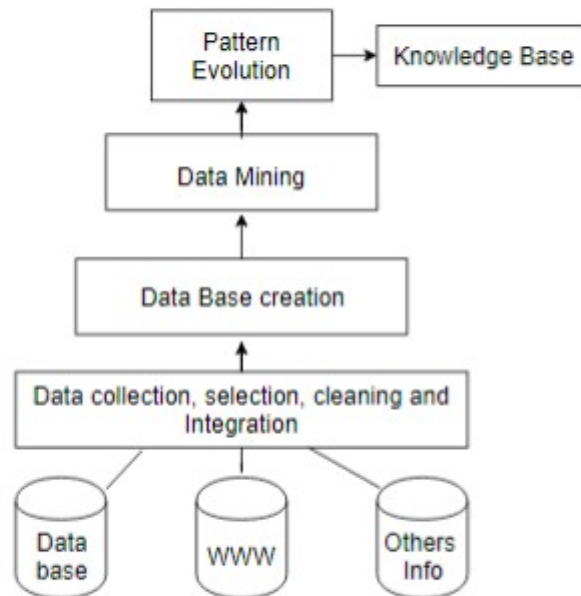 Pattern
Evolution
Knowledge Base
Data Mining
Data Base creation
Data collection, selection, cleaning and
Integration
Data
base
WWW
Others
Info